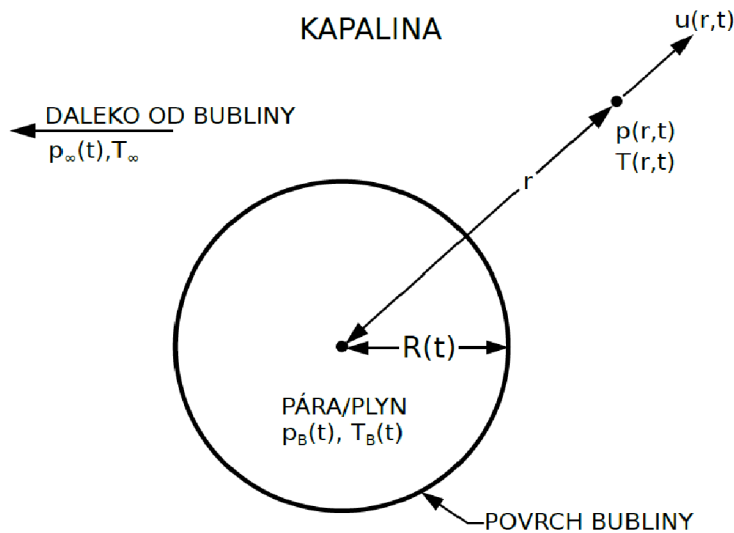 KAPALINA
u(r,t)
DALEKO OD BUBLINY
p∞(t),T∞
p(r,t)
T(r,t)
r
R(t)
PÁRA/PLYN
pB(t), TB(t)
POVRCH BUBLINY